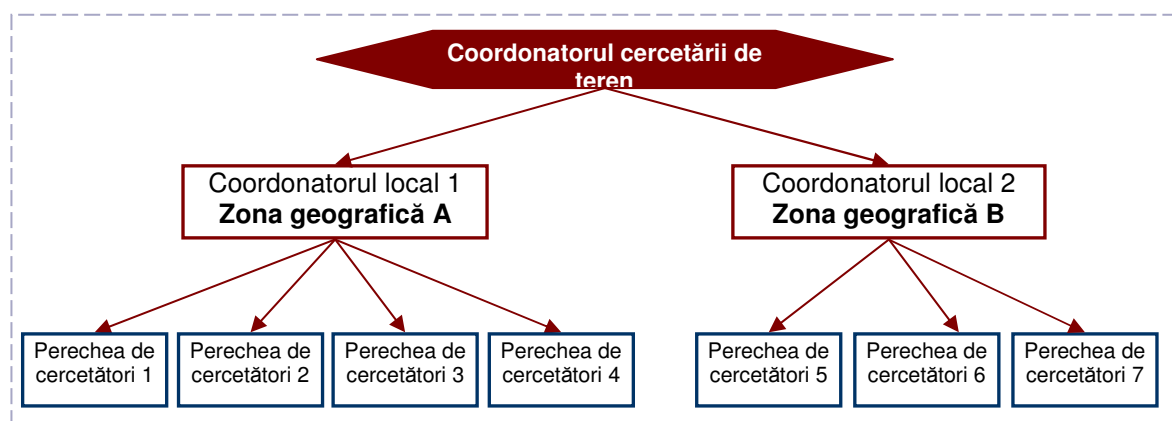 Coordonatorul cercetării de
teren
Coordonatorul local 1
Zona geografică A
Coordonatorul local 2
Zona geografică B
Perechea de
cercetători 1
Perechea de
cercetători 2
Perechea de
cercetători 3
Perechea de
cercetători 4
Perechea de
cercetători 5
Perechea de
cercetători 6
Perechea de
cercetători 7